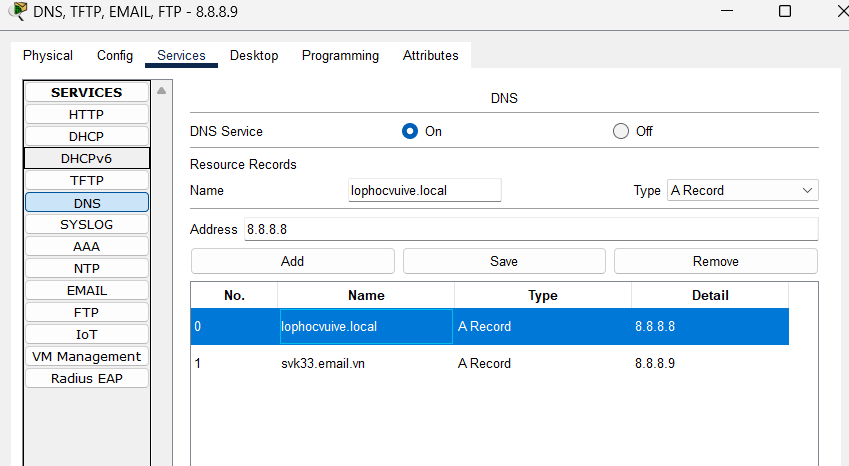 DNS, TFTP, EMAIL, FTP - 8.8.8.9
Physical Config Services Desktop Programming Attributes
SERVICES
HTTP
DHCP
DHCPv6
TFTP
DNS
SYSLOG
AAA
NTP
EMAIL
FTP
IoT
VM Management
Radius EAP
DNS
DNS Service On Off
Resource Records
Name lophocvuive.local Type A Record
Address 8.8.8.8
Add Save Remove
No. Name Type Detail
0 lophocvuive.local A Record 8.8.8.8
1 svk33.email.vn A Record 8.8.8.9